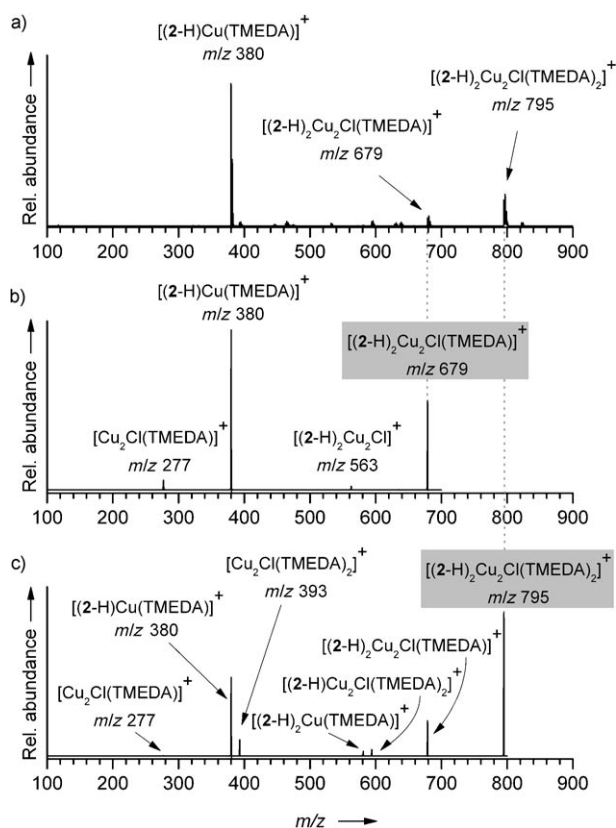 a)
[(2-H)Cu(TMEDA)]⁺
m/z 380
[(2-H)₂Cu₂Cl(TMEDA)]⁺
m/z 679
[(2-H)₂Cu₂Cl(TMEDA)₂]⁺
m/z 795
Rel. abundance
100 200 300 400 500 600 700 800 900
b)
[(2-H)Cu(TMEDA)]⁺
m/z 380
[(2-H)₂Cu₂Cl(TMEDA)]⁺
m/z 679
[Cu₂Cl(TMEDA)]⁺
m/z 277
[(2-H)₂Cu₂Cl]⁺
m/z 563
Rel. abundance
100 200 300 400 500 600 700 800 900
c)
[Cu₂Cl(TMEDA)₂]⁺
m/z 393
[(2-H)₂Cu₂Cl(TMEDA)₂]⁺
m/z 795
[(2-H)Cu(TMEDA)]⁺
m/z 380
[(2-H)₂Cu₂Cl(TMEDA)]⁺
[Cu₂Cl(TMEDA)]⁺
m/z 277
[(2-H)Cu₂Cl(TMEDA)₂]⁺
[(2-H)₂Cu(TMEDA)]⁺
Rel. abundance
100 200 300 400 500 600 700 800 900
m/z